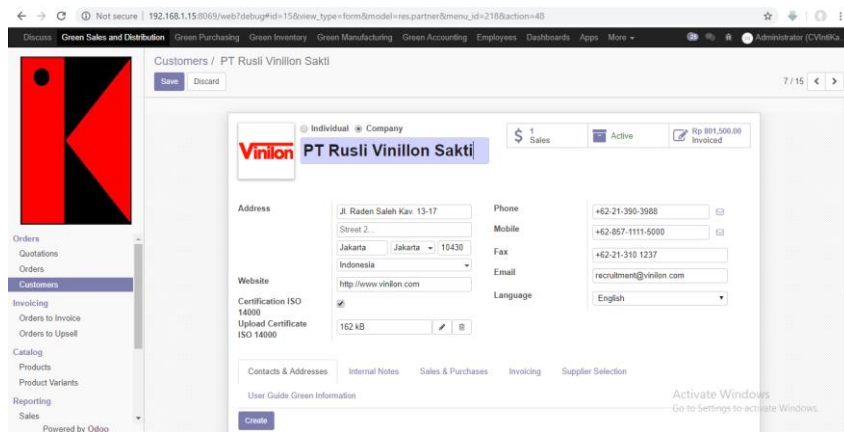 Not secure | 192.168.1.15:8069/web?debug#id=15&view_type=form&model=res.partner&menu_id=218&action=48
Discuss Green Sales and Distribution Green Purchasing Green Inventory Green Manufacturing Green Accounting Employees Dashboards Apps More Administrator (CVIntiKa
Customers / PT Rusli Vinillon Sakti
Save Discard 7 / 15
Individual Company
Vinilon PT Rusli Vinillon Sakti
1 Sales Active Rp 801,500.00 Invoiced
Address Jl. Raden Saleh Kav. 13-17 Phone +62-21-390-3988
Street 2... Mobile +62-857-1111-5000
Jakarta Jakarta 10430 Fax +62-21-310 1237
Indonesia Email recruitment@vinilon.com
Website http://www.vinilon.com Language English
Certification ISO 14000
Upload Certificate ISO 14000 162 kB
Contacts & Addresses Internal Notes Sales & Purchases Invoicing Supplier Selection
User Guide Green Information
Create
Orders
Quotations
Orders
Customers
Invoicing
Orders to Invoice
Orders to Upsell
Catalog
Products
Product Variants
Reporting
Sales
Powered by Odoo
Activate Windows
Go to Settings to activate Windows.